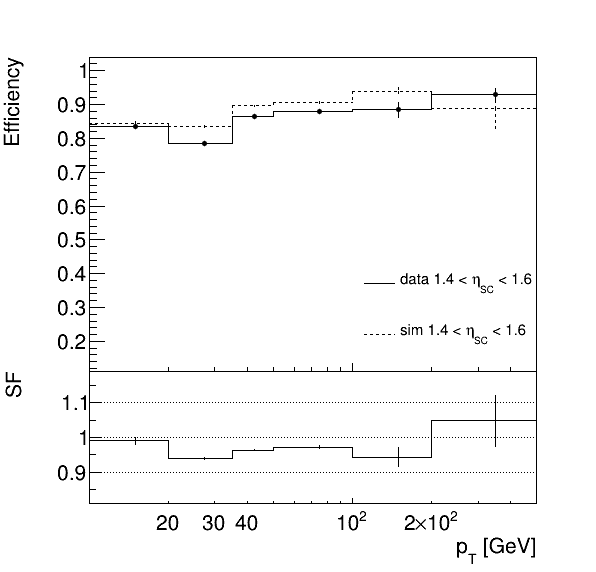 Efficiency
1
0.9
0.8
0.7
0.6
0.5
0.4
0.3
0.2
data 1.4 < η_SC < 1.6
sim 1.4 < η_SC < 1.6
SF
1.1
1
0.9
20 30 40 10² 2×10²
p_T [GeV]